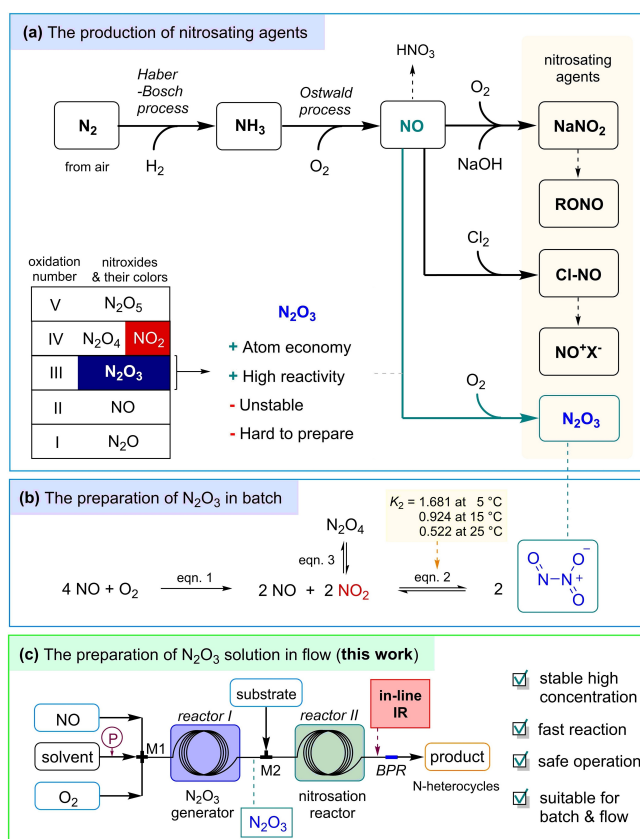 (a) The production of nitrosating agents
HNO₃
nitrosating
agents
Haber
-Bosch
process
Ostwald
process
O₂
N₂
NH₃
NO
NaNO₂
from air
H₂
O₂
NaOH
RONO
Cl₂
Cl-NO
oxidation
number
nitroxides
& their colors
V N₂O₅
IV N₂O₄ NO₂
III N₂O₃
II NO
I N₂O
N₂O₃
+ Atom economy
+ High reactivity
- Unstable
- Hard to prepare
NO⁺X⁻
O₂
N₂O₃
(b) The preparation of N₂O₃ in batch
K₂ = 1.681 at 5 °C
0.924 at 15 °C
0.522 at 25 °C
N₂O₄
eqn. 3
4 NO + O₂
eqn. 1
2 NO + 2 NO₂
eqn. 2
2
O N–N⁺ O⁻ O
(c) The preparation of N₂O₃ solution in flow (this work)
NO
solvent
O₂
P
M1
reactor I
N₂O₃
generator
substrate
M2
N₂O₃
reactor II
nitrosation
reactor
in-line
IR
BPR
product
N-heterocycles
stable high
concentration
fast reaction
safe operation
suitable for
batch & flow